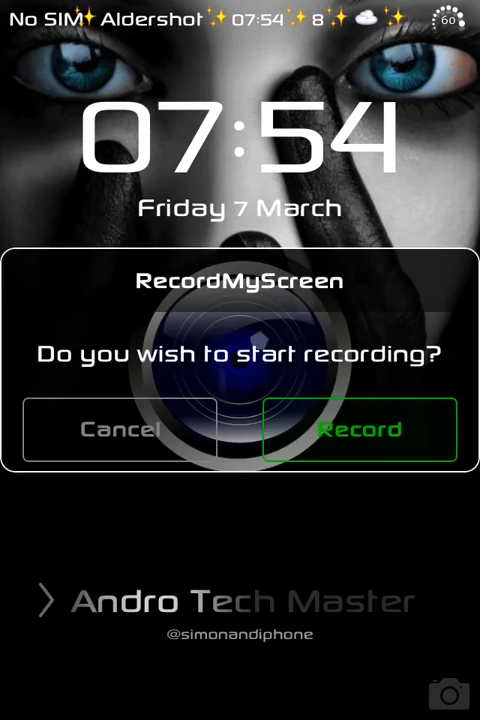 No SIM✨ Aldershot✨07:54✨8✨☁️✨ 60
07:54
Friday 7 March
RecordMyScreen
Do you wish to start recording?
Cancel Record
Andro Tech Master
@simonandiphone